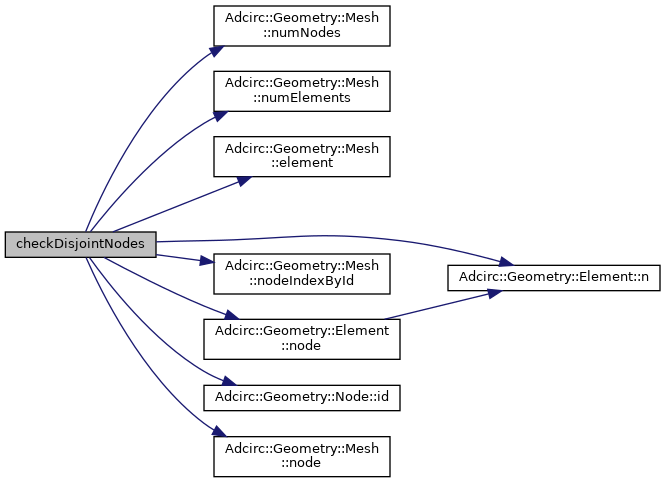 Adcirc::Geometry::Mesh
::numNodes
Adcirc::Geometry::Mesh
::numElements
Adcirc::Geometry::Mesh
::element
checkDisjointNodes
Adcirc::Geometry::Mesh
::nodeIndexById
Adcirc::Geometry::Element::n
Adcirc::Geometry::Element
::node
Adcirc::Geometry::Node::id
Adcirc::Geometry::Mesh
::node